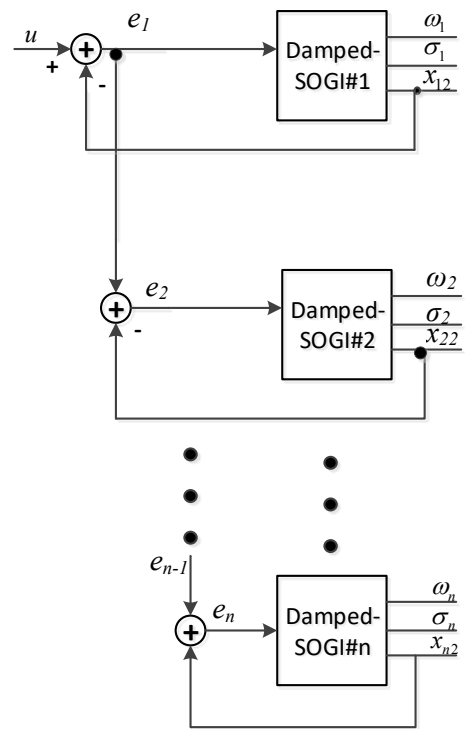 e1
u
+
+
-
Damped-
SOGI#1
ω1
σ1
x12
e2
+
-
Damped-
SOGI#2
ω2
σ2
x22
en-1
en
+
Damped-
SOGI#n
ωn
σn
xn2